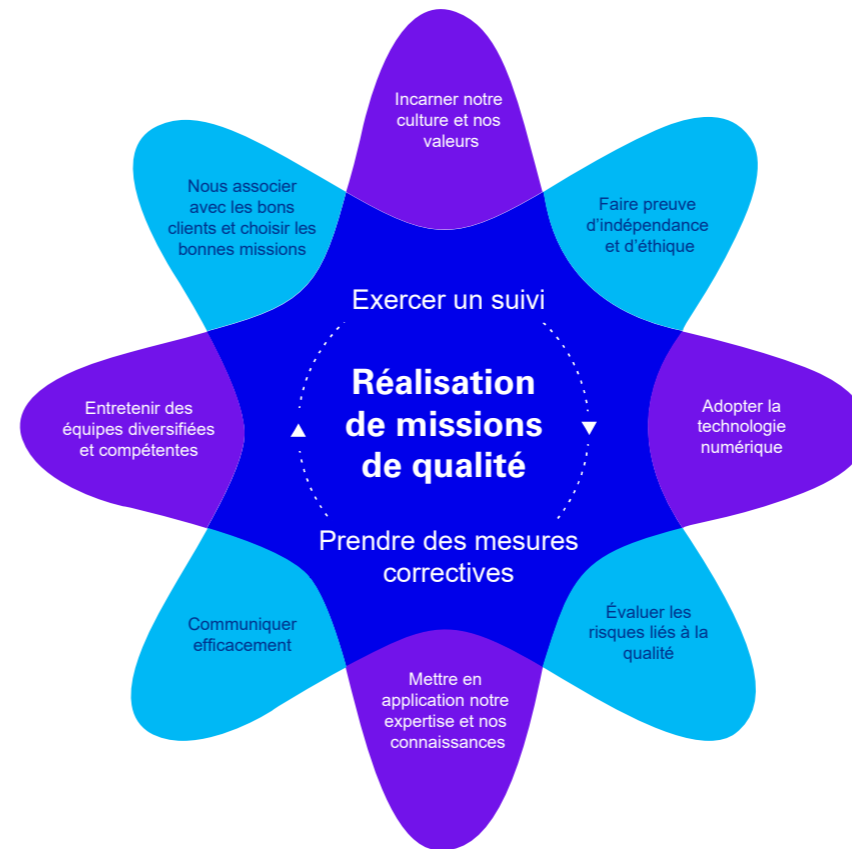 Incarner notre
culture et nos
valeurs
Nous associer
avec les bons
clients et choisir les
bonnes missions
Faire preuve
d'indépendance
et d'éthique
Exercer un suivi
Réalisation
de missions
de qualité
Prendre des mesures
correctives
Entretenir des
équipes diversifiées
et compétentes
Adopter la
technologie
numérique
Communiquer
efficacement
Évaluer les
risques liés à la
qualité
Mettre en
application notre
expertise et nos
connaissances